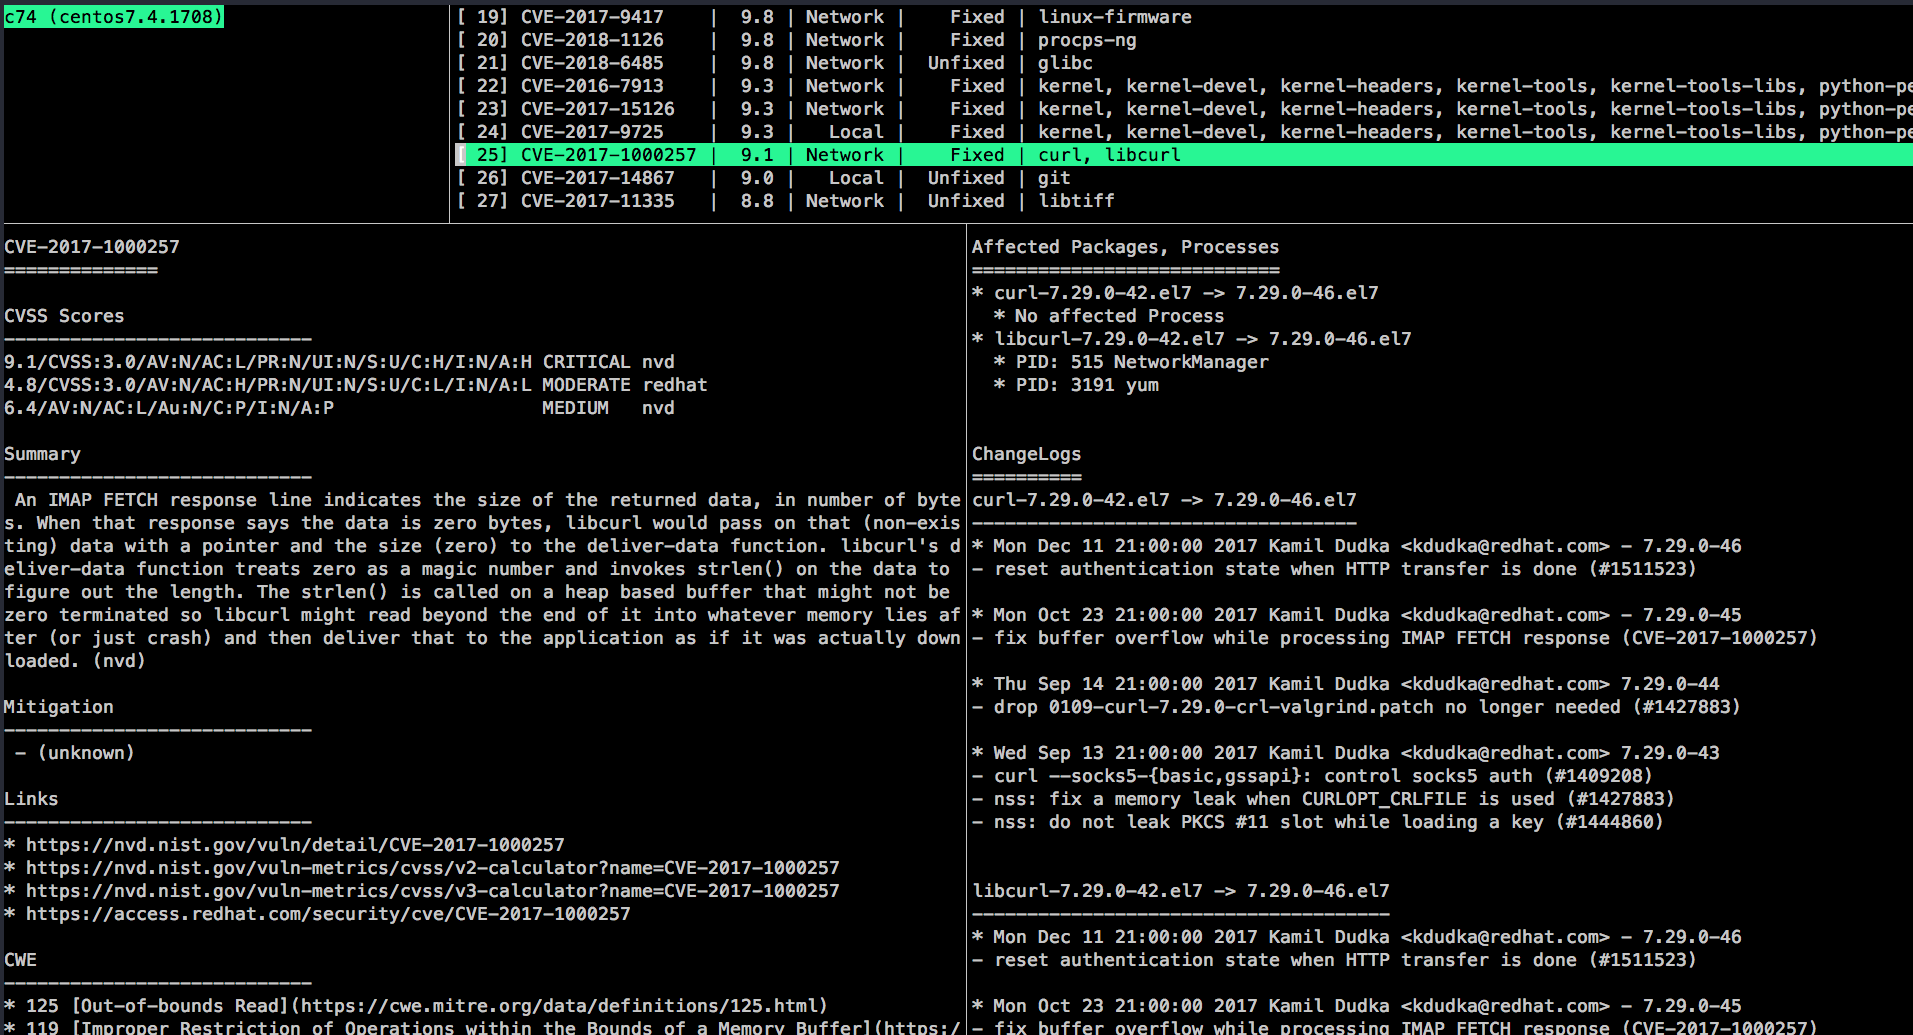 c74 (centos7.4.1708)
[ 19] CVE-2017-9417    |  9.8 | Network |    Fixed | linux-firmware
[ 20] CVE-2018-1126    |  9.8 | Network |    Fixed | procps-ng
[ 21] CVE-2018-6485    |  9.8 | Network |  Unfixed | glibc
[ 22] CVE-2016-7913    |  9.3 | Network |    Fixed | kernel, kernel-devel, kernel-headers, kernel-tools, kernel-tools-libs, python-pe
[ 23] CVE-2017-15126   |  9.3 | Network |    Fixed | kernel, kernel-devel, kernel-headers, kernel-tools, kernel-tools-libs, python-pe
[ 24] CVE-2017-9725    |  9.3 |   Local |    Fixed | kernel, kernel-devel, kernel-headers, kernel-tools, kernel-tools-libs, python-pe
[ 25] CVE-2017-1000257 |  9.1 | Network |    Fixed | curl, libcurl
[ 26] CVE-2017-14867   |  9.0 |   Local |  Unfixed | git
[ 27] CVE-2017-11335   |  8.8 | Network |  Unfixed | libtiff
CVE-2017-1000257
==============
CVSS Scores
----------------------------
9.1/CVSS:3.0/AV:N/AC:L/PR:N/UI:N/S:U/C:H/I:N/A:H CRITICAL nvd
4.8/CVSS:3.0/AV:N/AC:H/PR:N/UI:N/S:U/C:L/I:N/A:L MODERATE redhat
6.4/AV:N/AC:L/Au:N/C:P/I:N/A:P                   MEDIUM   nvd
Summary
----------------------------
An IMAP FETCH response line indicates the size of the returned data, in number of byte
s. When that response says the data is zero bytes, libcurl would pass on that (non-exis
ting) data with a pointer and the size (zero) to the deliver-data function. libcurl's d
eliver-data function treats zero as a magic number and invokes strlen() on the data to
figure out the length. The strlen() is called on a heap based buffer that might not be
zero terminated so libcurl might read beyond the end of it into whatever memory lies af
ter (or just crash) and then deliver that to the application as if it was actually down
loaded. (nvd)
Mitigation
----------------------------
- (unknown)
Links
----------------------------
* https://nvd.nist.gov/vuln/detail/CVE-2017-1000257
* https://nvd.nist.gov/vuln-metrics/cvss/v2-calculator?name=CVE-2017-1000257
* https://nvd.nist.gov/vuln-metrics/cvss/v3-calculator?name=CVE-2017-1000257
* https://access.redhat.com/security/cve/CVE-2017-1000257
CWE
----------------------------
* 125 [Out-of-bounds Read](https://cwe.mitre.org/data/definitions/125.html)
* 119 [Improper Restriction of Operations within the Bounds of a Memory Buffer](https:/
Affected Packages, Processes
============================
* curl-7.29.0-42.el7 -> 7.29.0-46.el7
  * No affected Process
* libcurl-7.29.0-42.el7 -> 7.29.0-46.el7
  * PID: 515 NetworkManager
  * PID: 3191 yum
ChangeLogs
==========
curl-7.29.0-42.el7 -> 7.29.0-46.el7
-----------------------------------
* Mon Dec 11 21:00:00 2017 Kamil Dudka <kdudka@redhat.com> - 7.29.0-46
- reset authentication state when HTTP transfer is done (#1511523)
* Mon Oct 23 21:00:00 2017 Kamil Dudka <kdudka@redhat.com> - 7.29.0-45
- fix buffer overflow while processing IMAP FETCH response (CVE-2017-1000257)
* Thu Sep 14 21:00:00 2017 Kamil Dudka <kdudka@redhat.com> 7.29.0-44
- drop 0109-curl-7.29.0-crl-valgrind.patch no longer needed (#1427883)
* Wed Sep 13 21:00:00 2017 Kamil Dudka <kdudka@redhat.com> 7.29.0-43
- curl --socks5-{basic,gssapi}: control socks5 auth (#1409208)
- nss: fix a memory leak when CURLOPT_CRLFILE is used (#1427883)
- nss: do not leak PKCS #11 slot while loading a key (#1444860)
libcurl-7.29.0-42.el7 -> 7.29.0-46.el7
--------------------------------------
* Mon Dec 11 21:00:00 2017 Kamil Dudka <kdudka@redhat.com> - 7.29.0-46
- reset authentication state when HTTP transfer is done (#1511523)
* Mon Oct 23 21:00:00 2017 Kamil Dudka <kdudka@redhat.com> - 7.29.0-45
- fix buffer overflow while processing IMAP FETCH response (CVE-2017-1000257)